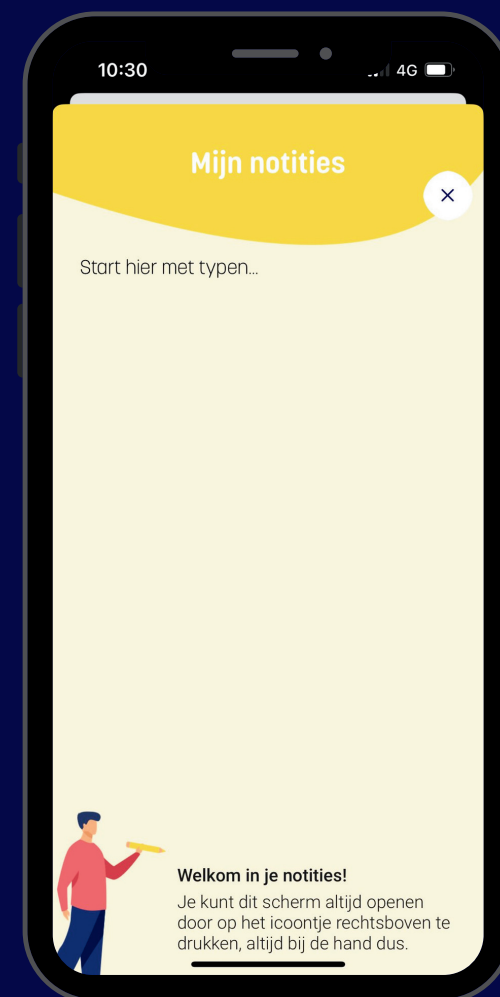 10:30
4G
Mijn notities
Start hier met typen...
Welkom in je notities!
Je kunt dit scherm altijd openen
door op het icoontje rechtsboven te
drukken, altijd bij de hand dus.